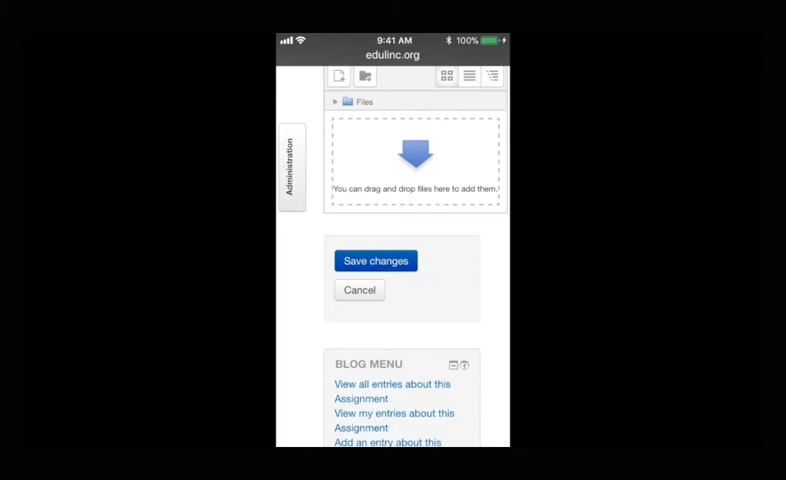 9:41 AM
100%
edulinc.org
Files
Administration
You can drag and drop files here to add them.
Save changes
Cancel
BLOG MENU
View all entries about this
Assignment
View my entries about this
Assignment
Add an entry about this